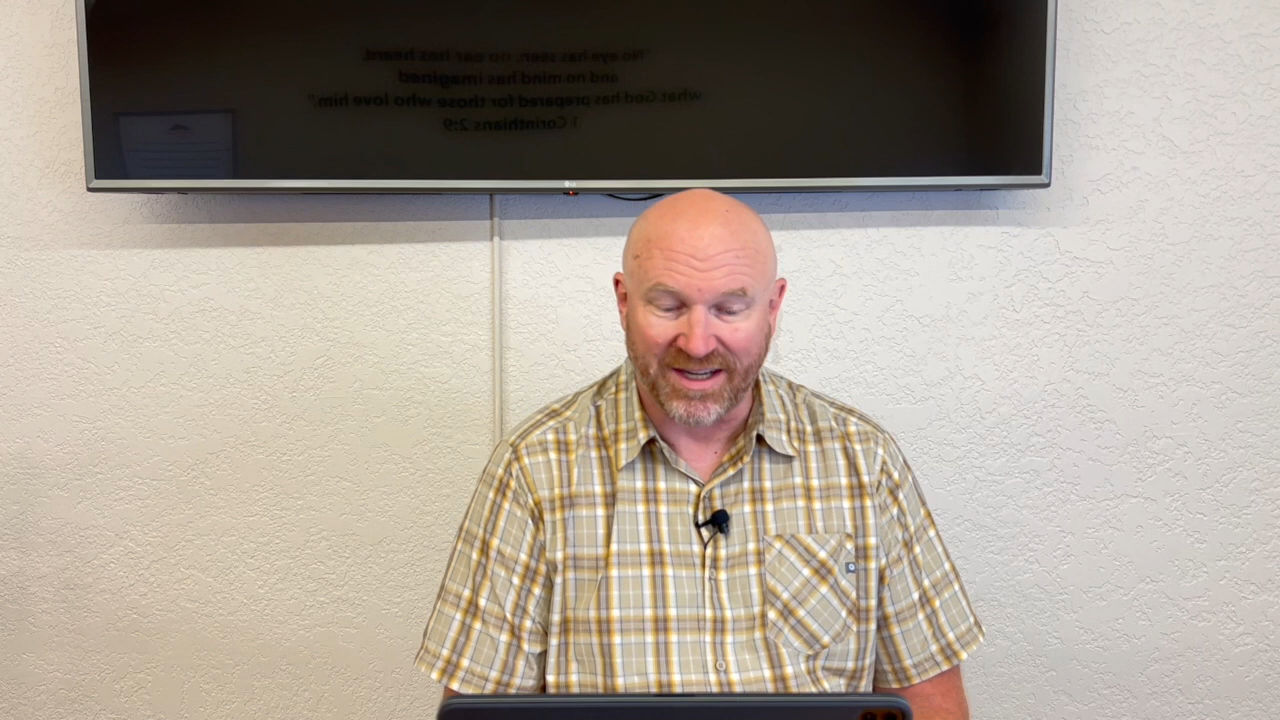 "No eye has seen, no ear has heard,
and no mind has imagined
what God has prepared for those who love him."
1 Corinthians 2:9
LG